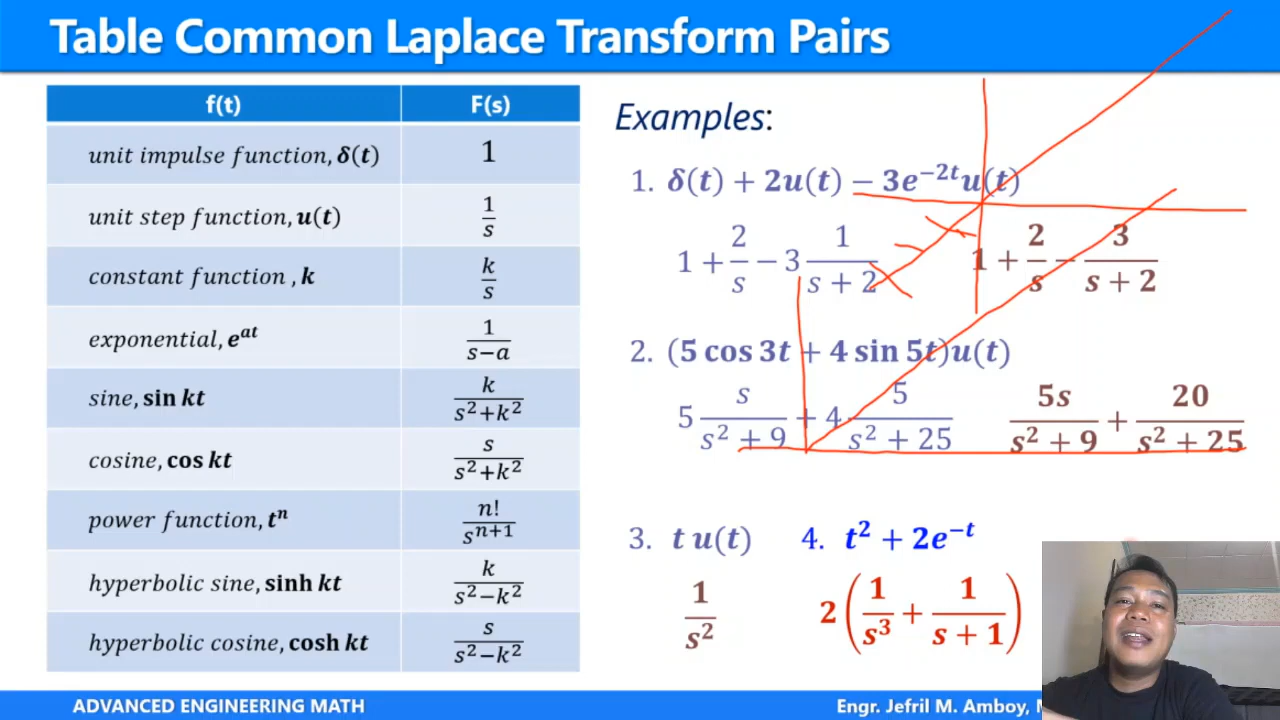 Table Common Laplace Transform Pairs
f(t) F(s)
unit impulse function, δ(t) 1
unit step function, u(t) 1/s
constant function , k k/s
exponential, e^at 1/(s−a)
sine, sin kt k/(s²+k²)
cosine, cos kt s/(s²+k²)
power function, tⁿ n!/sⁿ⁺¹
hyperbolic sine, sinh kt k/(s²−k²)
hyperbolic cosine, cosh kt s/(s²−k²)
Examples:
1. δ(t) + 2u(t) − 3e^−2t u(t)
1 + 2/s − 3 1/(s + 2) 1 + 2/s − 3/(s + 2)
2. (5 cos 3t + 4 sin 5t)u(t)
5 s/(s² + 9) + 4 5/(s² + 25) 5s/(s² + 9) + 20/(s² + 25)
3. t u(t) 4. t² + 2e^−t
1/s² 2(1/s³ + 1/(s + 1))
ADVANCED ENGINEERING MATH Engr. Jefril M. Amboy,